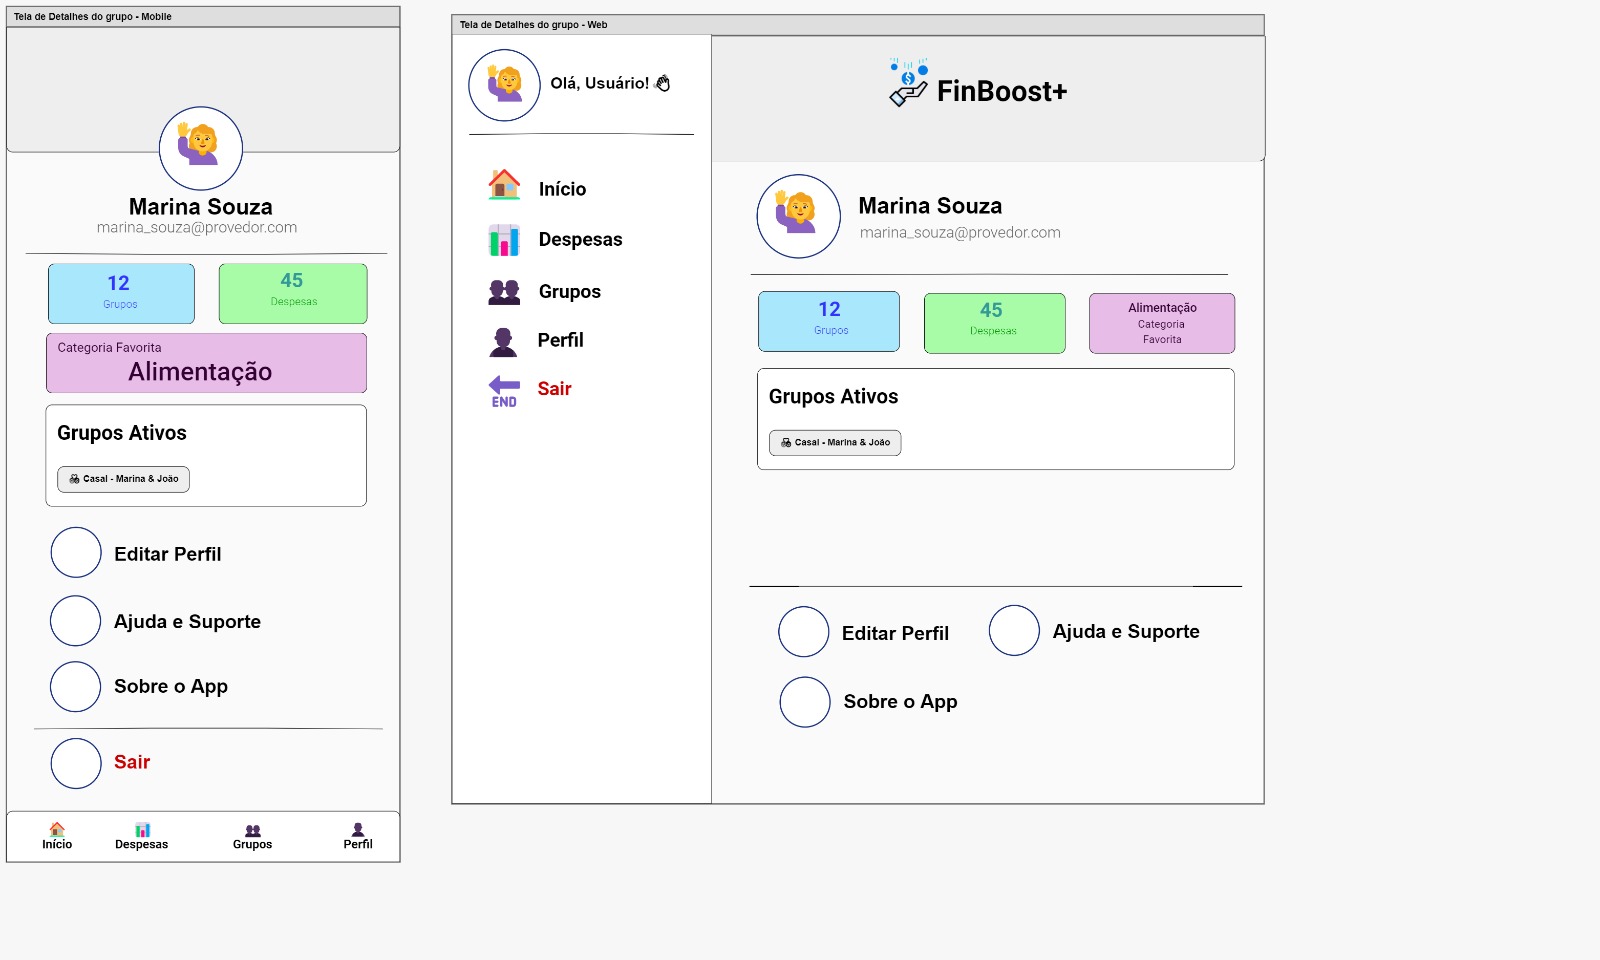 Tela de Detalhes do grupo - Mobile
Marina Souza
marina_souza@provedor.com
12
Grupos
45
Despesas
Categoria Favorita
Alimentação
Grupos Ativos
Casal - Marina & João
Editar Perfil
Ajuda e Suporte
Sobre o App
Sair
Início
Despesas
Grupos
Perfil
Tela de Detalhes do grupo - Web
Olá, Usuário!
Início
Despesas
Grupos
Perfil
END
Sair
FinBoost+
Marina Souza
marina_souza@provedor.com
12
Grupos
45
Despesas
Alimentação
Categoria
Favorita
Grupos Ativos
Casal - Marina & João
Editar Perfil
Ajuda e Suporte
Sobre o App